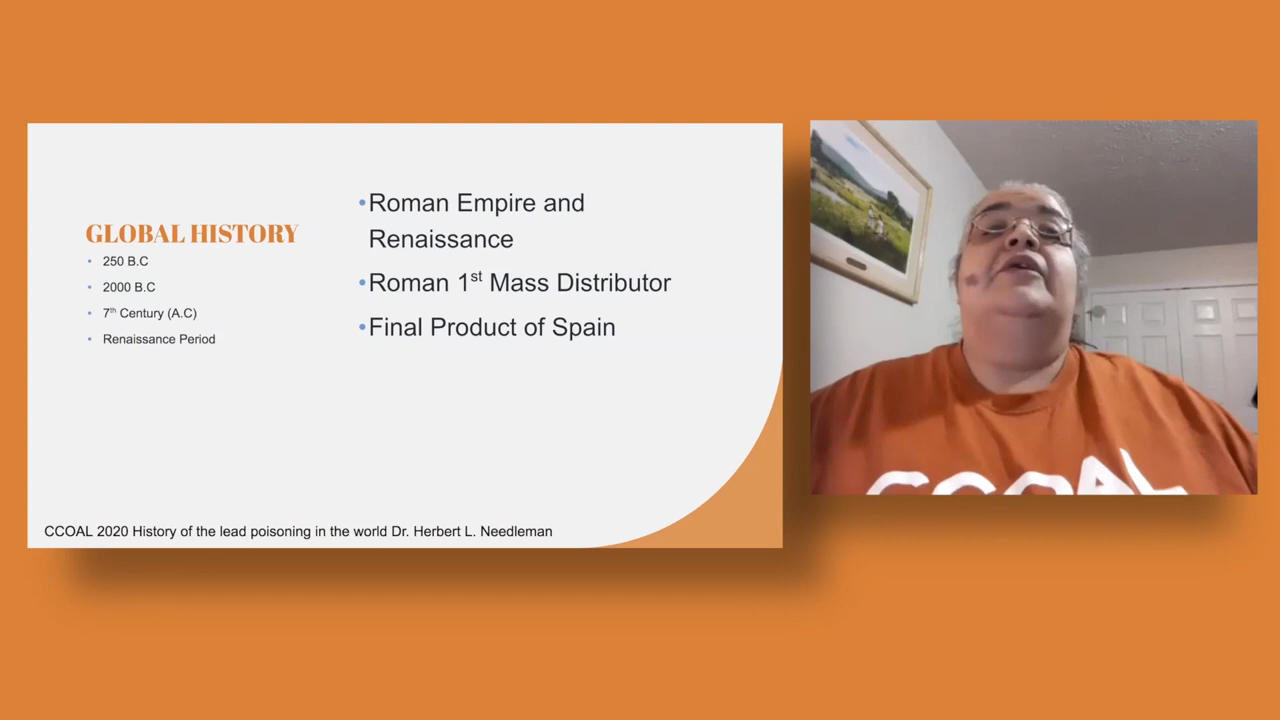 GLOBAL HISTORY
• 250 B.C
• 2000 B.C
• 7th Century (A.C)
• Renaissance Period
•Roman Empire and
Renaissance
•Roman 1st Mass Distributor
•Final Product of Spain
CCOAL 2020 History of the lead poisoning in the world Dr. Herbert L. Needleman
CCOAL